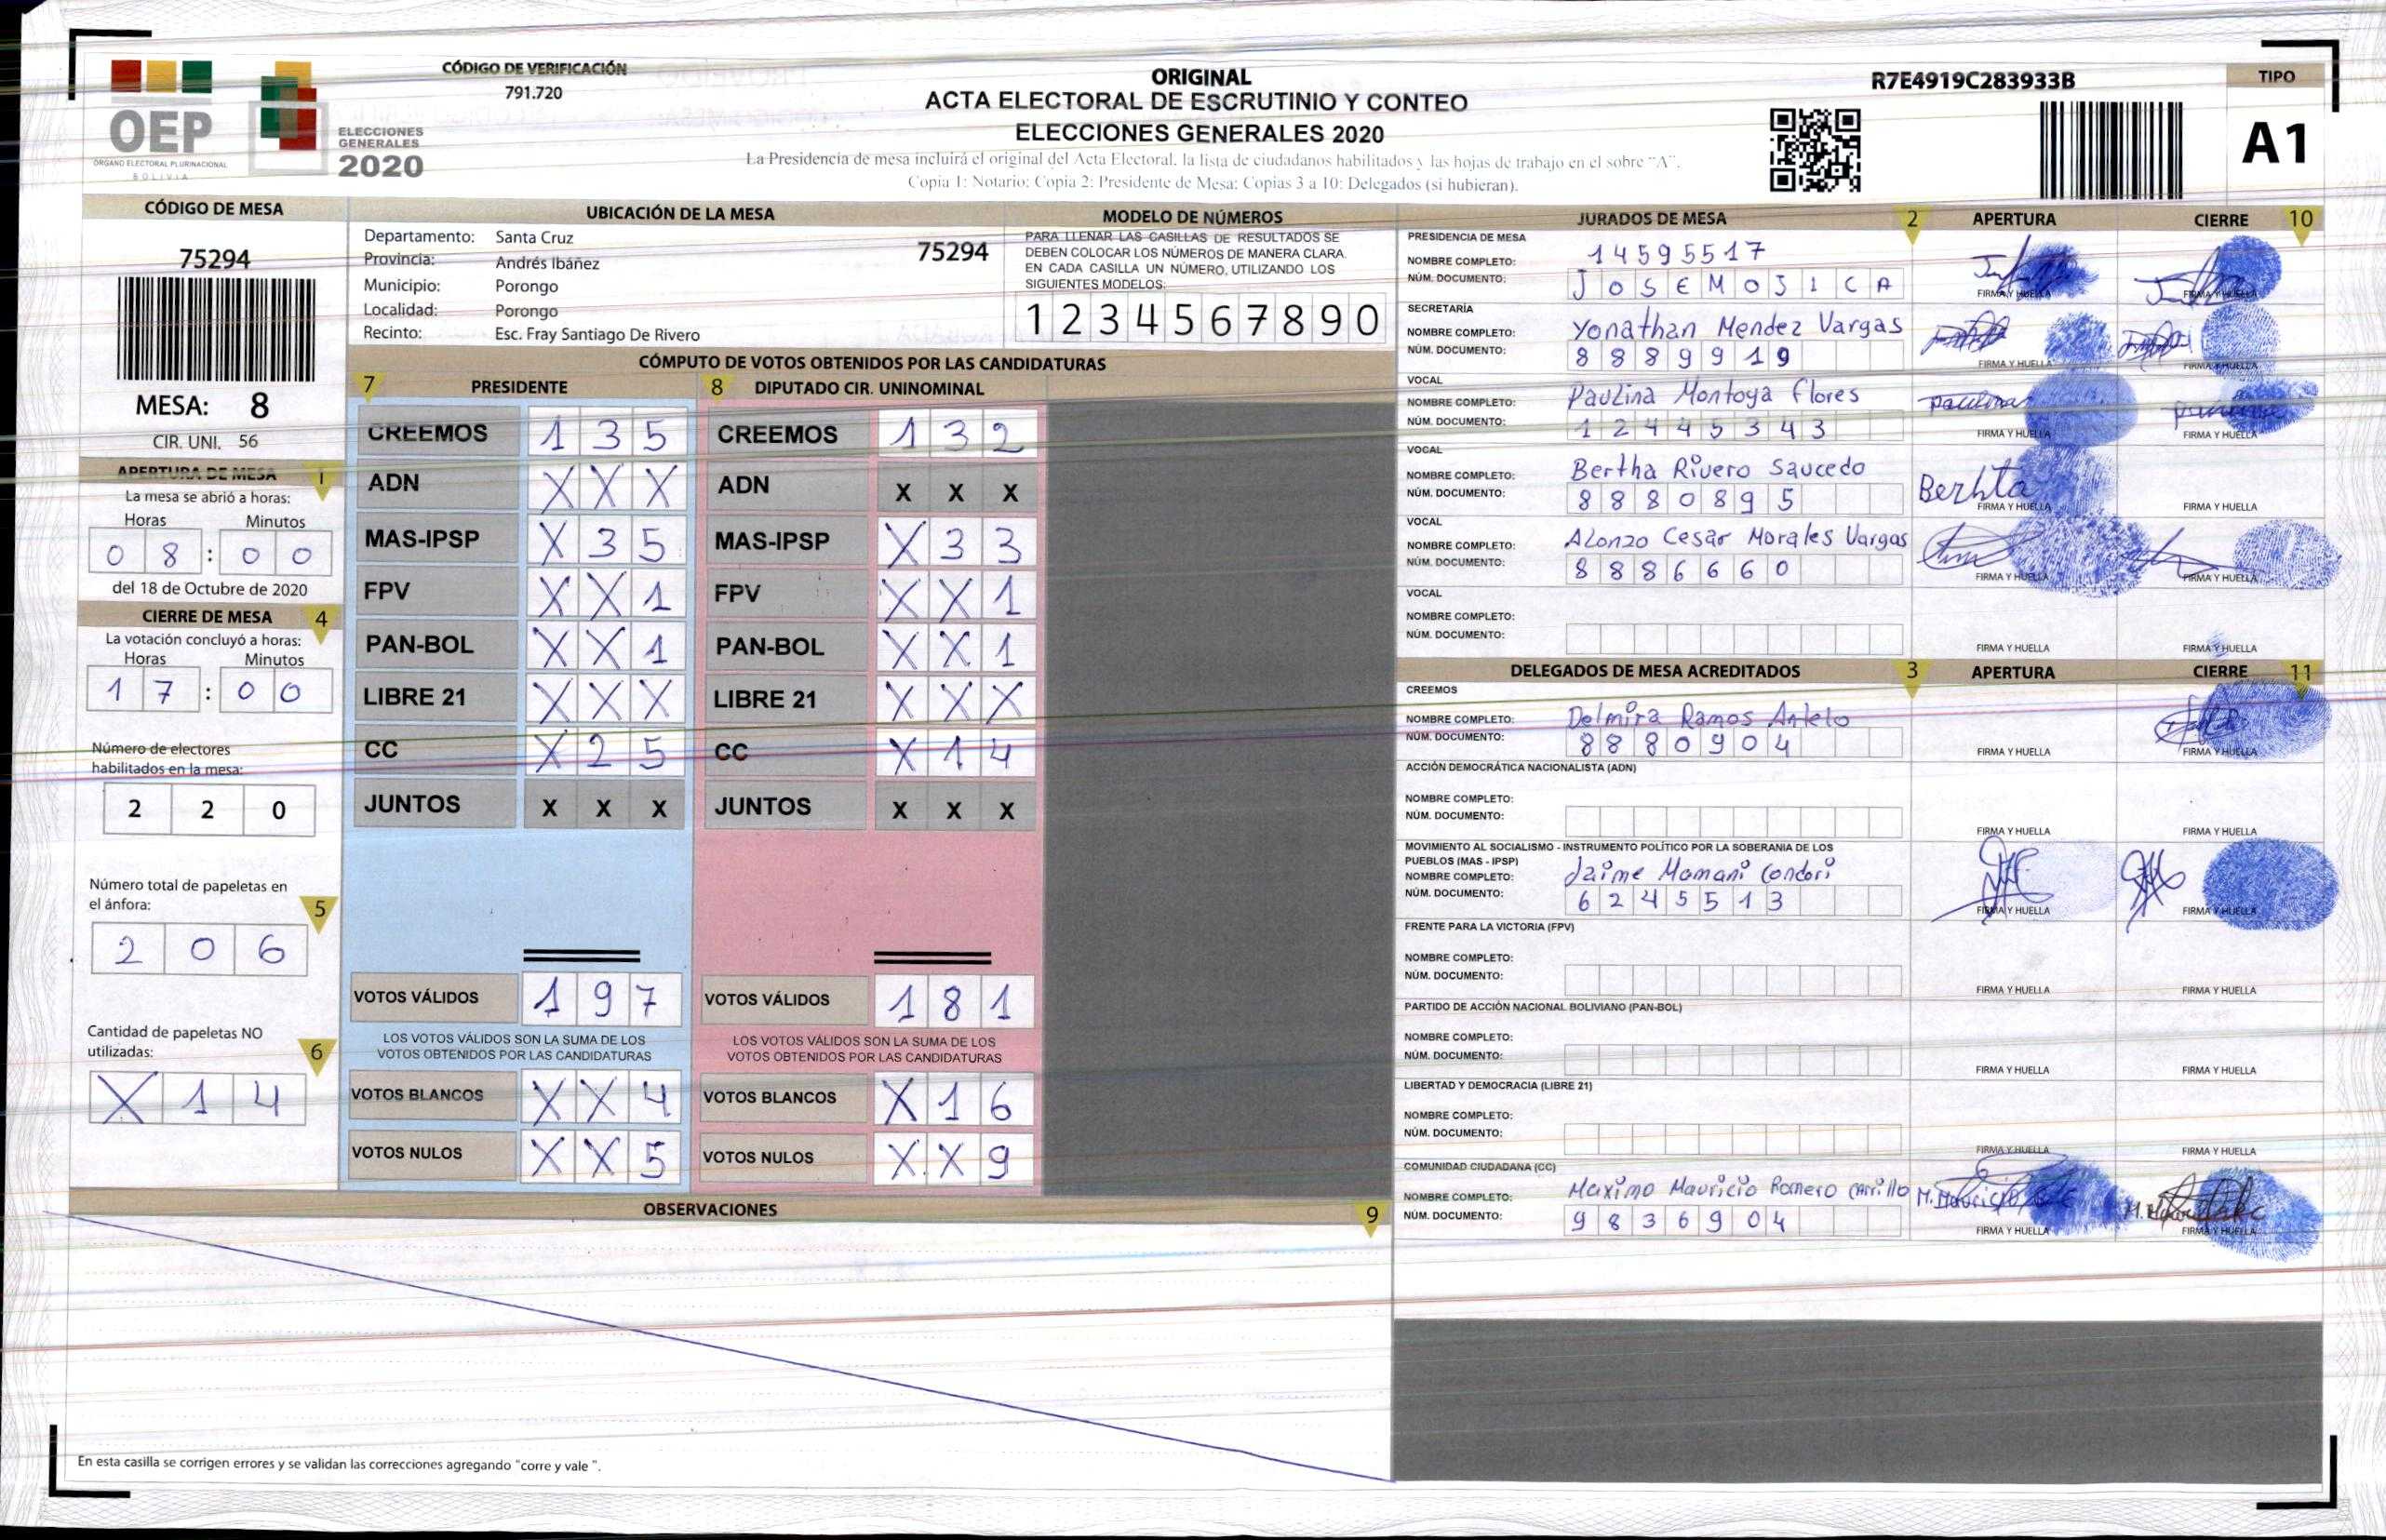 OEP
ÓRGANO ELECTORAL PLURINACIONAL
BOLIVIA
ELECCIONES
GENERALES
2020
CÓDIGO DE VERIFICACIÓN
791.720
ORIGINAL
ACTA ELECTORAL DE ESCRUTINIO Y CONTEO
ELECCIONES GENERALES 2020
La Presidencia de mesa incluirá el original del Acta Electoral, la lista de ciudadanos habilitados y las hojas de trabajo en el sobre "A".
Copia 1: Notario; Copia 2: Presidente de Mesa; Copias 3 a 10: Delegados (si hubieran).
R7E4919C283933B
TIPO
A1
CÓDIGO DE MESA
75294
MESA: 8
CIR. UNI. 56
APERTURA DE MESA 1
La mesa se abrió a horas:
Horas Minutos
0 8 : 0 0
del 18 de Octubre de 2020
CIERRE DE MESA 4
La votación concluyó a horas:
Horas Minutos
1 7 : 0 0
Número de electores
habilitados en la mesa:
2 2 0
Número total de papeletas en
el ánfora: 5
2 0 6
Cantidad de papeletas NO
utilizadas: 6
X 1 4
UBICACIÓN DE LA MESA
Departamento: Santa Cruz
Provincia: Andrés Ibáñez
Municipio: Porongo
Localidad: Porongo
Recinto: Esc. Fray Santiago De Rivero
75294
MODELO DE NÚMEROS
PARA LLENAR LAS CASILLAS DE RESULTADOS SE
DEBEN COLOCAR LOS NÚMEROS DE MANERA CLARA.
EN CADA CASILLA UN NÚMERO, UTILIZANDO LOS
SIGUIENTES MODELOS:
1 2 3 4 5 6 7 8 9 0
CÓMPUTO DE VOTOS OBTENIDOS POR LAS CANDIDATURAS
7 PRESIDENTE 8 DIPUTADO CIR. UNINOMINAL
CREEMOS 1 3 5 CREEMOS 1 3 2
ADN X X X ADN X X X
MAS-IPSP X 3 5 MAS-IPSP X 3 3
FPV X X 1 FPV X X 1
PAN-BOL X X 1 PAN-BOL X X 1
LIBRE 21 X X X LIBRE 21 X X X
CC X 2 5 CC X 1 4
JUNTOS X X X JUNTOS X X X
VOTOS VÁLIDOS 1 9 7 VOTOS VÁLIDOS 1 8 1
LOS VOTOS VÁLIDOS SON LA SUMA DE LOS LOS VOTOS VÁLIDOS SON LA SUMA DE LOS
VOTOS OBTENIDOS POR LAS CANDIDATURAS VOTOS OBTENIDOS POR LAS CANDIDATURAS
VOTOS BLANCOS X X 4 VOTOS BLANCOS X 1 6
VOTOS NULOS X X 5 VOTOS NULOS X X 9
OBSERVACIONES 9
En esta casilla se corrigen errores y se validan las correcciones agregando "corre y vale ".
JURADOS DE MESA 2 APERTURA CIERRE 10
PRESIDENCIA DE MESA
NOMBRE COMPLETO: 14595517
NÚM. DOCUMENTO: J O S E M O J I C A
FIRMA Y HUELLA FIRMA Y HUELLA
SECRETARÍA
NOMBRE COMPLETO: Yonathan Mendez Vargas
NÚM. DOCUMENTO: 8 8 8 9 9 1 9
FIRMA Y HUELLA FIRMA Y HUELLA
VOCAL
NOMBRE COMPLETO: Paulina Montoya Flores
NÚM. DOCUMENTO: 1 2 4 4 5 3 4 3
Paulina
FIRMA Y HUELLA FIRMA Y HUELLA
VOCAL
NOMBRE COMPLETO: Bertha Rivero Saucedo
NÚM. DOCUMENTO: 8 8 8 0 8 9 5
Berhta
FIRMA Y HUELLA FIRMA Y HUELLA
VOCAL
NOMBRE COMPLETO: Alonzo Cesar Morales Vargas
NÚM. DOCUMENTO: 8 8 8 6 6 6 0
FIRMA Y HUELLA FIRMA Y HUELLA
VOCAL
NOMBRE COMPLETO:
NÚM. DOCUMENTO:
FIRMA Y HUELLA FIRMA Y HUELLA
DELEGADOS DE MESA ACREDITADOS 3 APERTURA CIERRE 11
CREEMOS
NOMBRE COMPLETO: Delmira Ramos Antelo
NÚM. DOCUMENTO: 8 8 8 0 9 0 4
FIRMA Y HUELLA FIRMA Y HUELLA
ACCIÓN DEMOCRÁTICA NACIONALISTA (ADN)
NOMBRE COMPLETO:
NÚM. DOCUMENTO:
FIRMA Y HUELLA FIRMA Y HUELLA
MOVIMIENTO AL SOCIALISMO - INSTRUMENTO POLÍTICO POR LA SOBERANIA DE LOS
PUEBLOS (MAS - IPSP)
NOMBRE COMPLETO: Jaime Mamani Condori
NÚM. DOCUMENTO: 6 2 4 5 5 1 3
FIRMA Y HUELLA FIRMA Y HUELLA
FRENTE PARA LA VICTORIA (FPV)
NOMBRE COMPLETO:
NÚM. DOCUMENTO:
FIRMA Y HUELLA FIRMA Y HUELLA
PARTIDO DE ACCIÓN NACIONAL BOLIVIANO (PAN-BOL)
NOMBRE COMPLETO:
NÚM. DOCUMENTO:
FIRMA Y HUELLA FIRMA Y HUELLA
LIBERTAD Y DEMOCRACIA (LIBRE 21)
NOMBRE COMPLETO:
NÚM. DOCUMENTO:
FIRMA Y HUELLA FIRMA Y HUELLA
COMUNIDAD CIUDADANA (CC)
NOMBRE COMPLETO: Maximo Mauricio Romero Carrillo
NÚM. DOCUMENTO: 9 8 3 6 9 0 4
FIRMA Y HUELLA FIRMA Y HUELLA